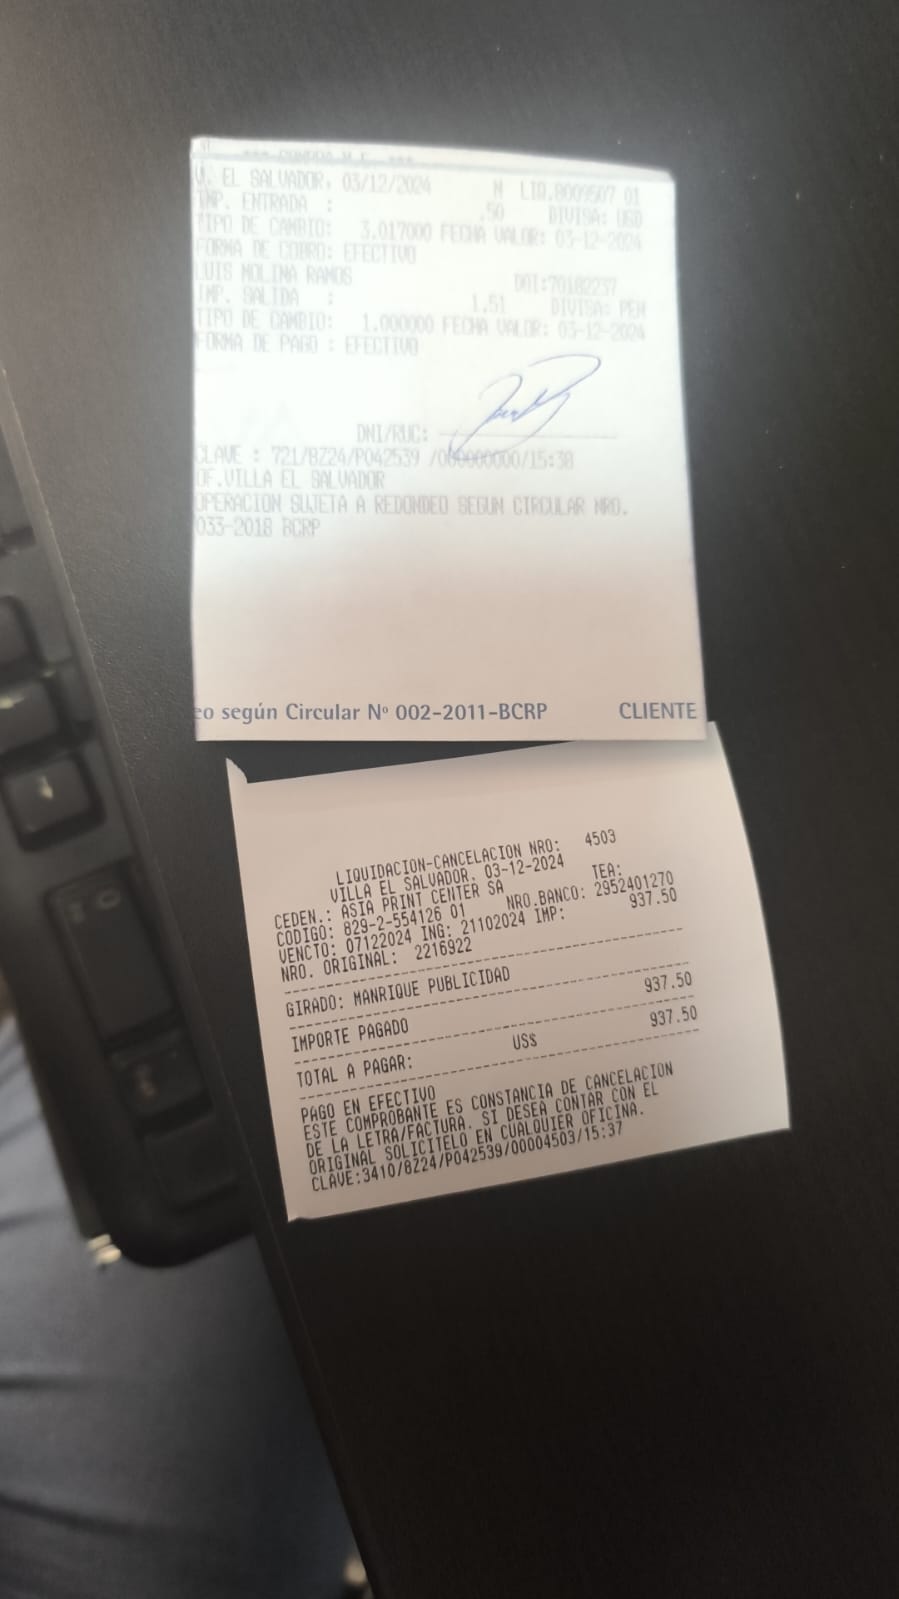 *** COMPRA M.E. ***
V. EL SALVADOR, 03/12/2024 N LIQ.8009507 01
IMP. ENTRADA : .50 DIVISA: USD
TIPO DE CAMBIO: 3.017000 FECHA VALOR: 03-12-2024
FORMA DE COBRO: EFECTIVO
LUIS MOLINA RAMOS DOI:70182237
IMP. SALIDA : 1.51 DIVISA: PEN
TIPO DE CAMBIO: 1.000000 FECHA VALOR: 03-12-2024
FORMA DE PAGO : EFECTIVO
DNI/RUC:
CLAVE : 721/8Z24/P042539 /000000000/15:38
OF.VILLA EL SALVADOR
OPERACION SUJETA A REDONDEO SEGUN CIRCULAR NRO.
033-2018 BCRP
eo según Circular Nº 002-2011-BCRP CLIENTE
LIQUIDACION-CANCELACION NRO: 4503
VILLA EL SALVADOR, 03-12-2024
CEDEN.: ASIA PRINT CENTER SA TEA:
CODIGO: 829-2-554126 01 NRO.BANCO: 2952401270
VENCTO: 07122024 ING: 21102024 IMP: 937.50
NRO. ORIGINAL: 2216922
GIRADO: MANRIQUE PUBLICIDAD
IMPORTE PAGADO 937.50
TOTAL A PAGAR: US$ 937.50
PAGO EN EFECTIVO
ESTE COMPROBANTE ES CONSTANCIA DE CANCELACION
DE LA LETRA/FACTURA. SI DESEA CONTAR CON EL
ORIGINAL SOLICITELO EN CUALQUIER OFICINA.
CLAVE:3410/8Z24/P042539/00004503/15:37